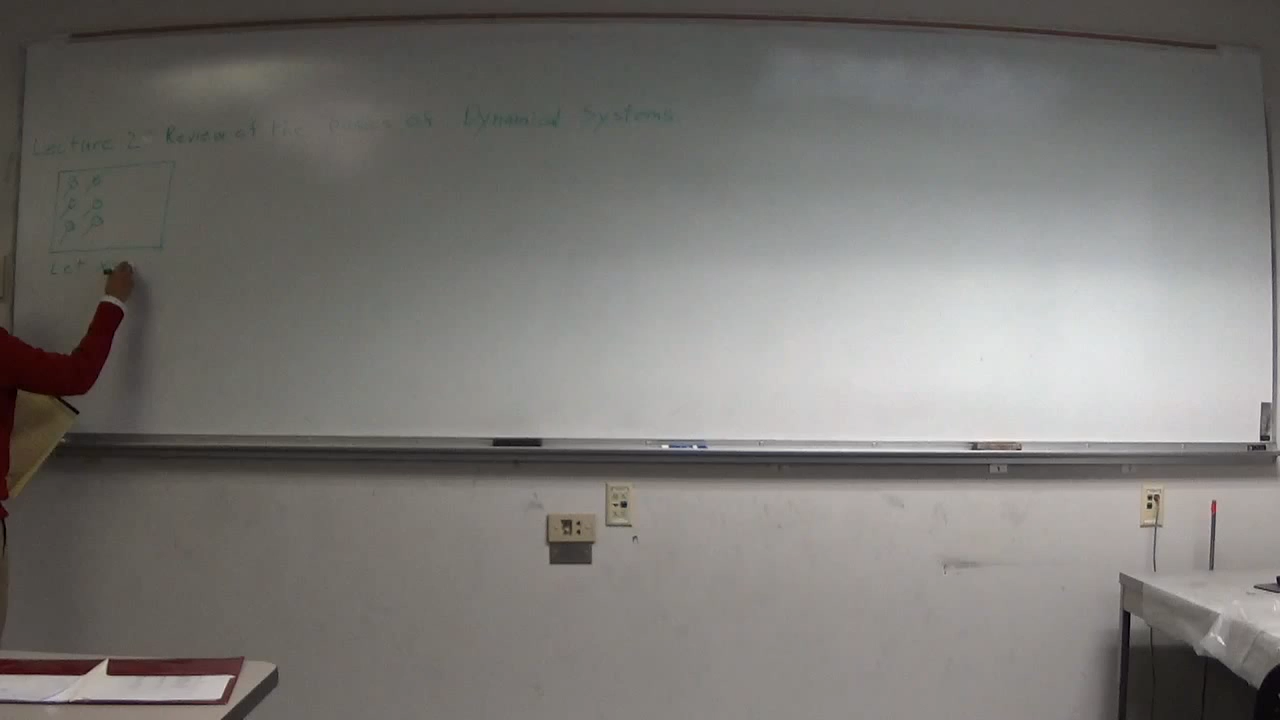 Lecture 2: Review of the basics of Dynamical Systems.
Let